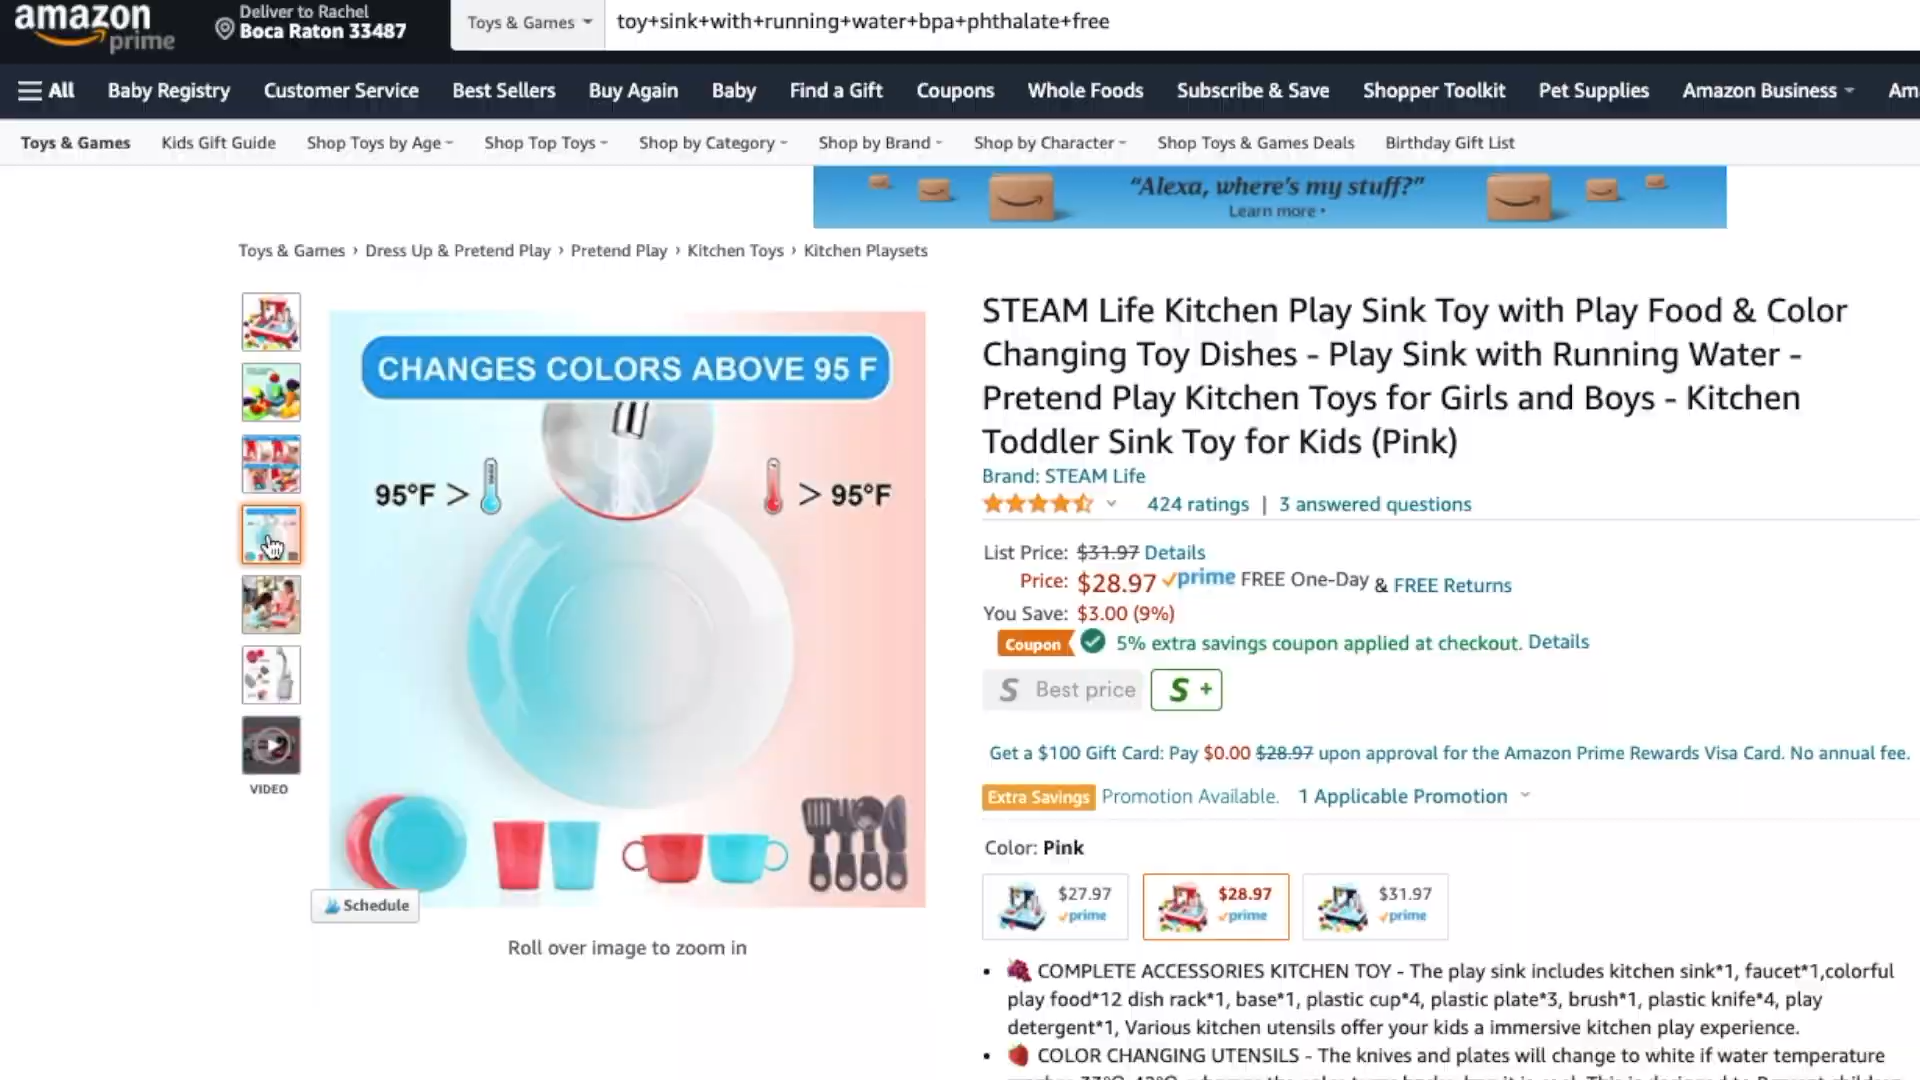 amazon
prime
Deliver to Rachel
Boca Raton 33487
Toys & Games
toy+sink+with+running+water+bpa+phthalate+free
All Baby Registry Customer Service Best Sellers Buy Again Baby Find a Gift Coupons Whole Foods Subscribe & Save Shopper Toolkit Pet Supplies Amazon Business Am
Toys & Games Kids Gift Guide Shop Toys by Age Shop Top Toys Shop by Category Shop by Brand Shop by Character Shop Toys & Games Deals Birthday Gift List
“Alexa, where's my stuff?”
Learn more
Toys & Games › Dress Up & Pretend Play › Pretend Play › Kitchen Toys › Kitchen Playsets
CHANGES COLORS ABOVE 95 F
95°F >
> 95°F
VIDEO
Schedule
Roll over image to zoom in
STEAM Life Kitchen Play Sink Toy with Play Food & Color
Changing Toy Dishes - Play Sink with Running Water -
Pretend Play Kitchen Toys for Girls and Boys - Kitchen
Toddler Sink Toy for Kids (Pink)
Brand: STEAM Life
424 ratings | 3 answered questions
List Price: $31.97 Details
Price: $28.97 prime FREE One-Day & FREE Returns
You Save: $3.00 (9%)
Coupon 5% extra savings coupon applied at checkout. Details
S Best price S +
Get a $100 Gift Card: Pay $0.00 $28.97 upon approval for the Amazon Prime Rewards Visa Card. No annual fee.
Extra Savings Promotion Available. 1 Applicable Promotion
Color: Pink
$27.97 $28.97 $31.97
prime prime prime
• COMPLETE ACCESSORIES KITCHEN TOY - The play sink includes kitchen sink*1, faucet*1,colorful
play food*12 dish rack*1, base*1, plastic cup*4, plastic plate*3, brush*1, plastic knife*4, play
detergent*1, Various kitchen utensils offer your kids a immersive kitchen play experience.
• COLOR CHANGING UTENSILS - The knives and plates will change to white if water temperature